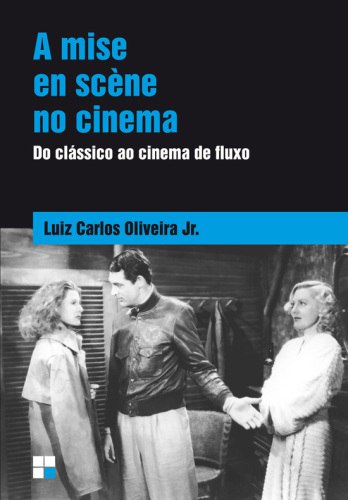 A mise
en scène
no cinema
Do clássico ao cinema de fluxo
Luiz Carlos Oliveira Jr.